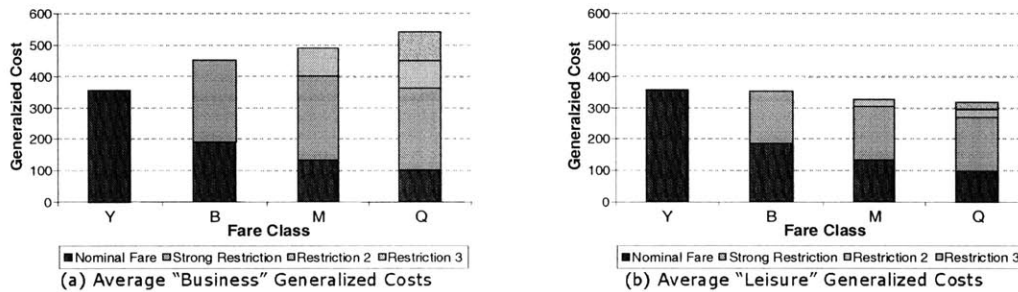 600
500
400
300
200
100
0
Generalzied Cost
Y B M Q
Fare Class
Nominal Fare Strong Restriction Restriction 2 Restriction 3
(a) Average “Business” Generalized Costs
600
500
400
300
200
100
0
Generalzied Cost
Y B M Q
Fare Class
Nominal Fare Strong Restriction Restriction 2 Restriction 3
(b) Average “Leisure” Generalized Costs